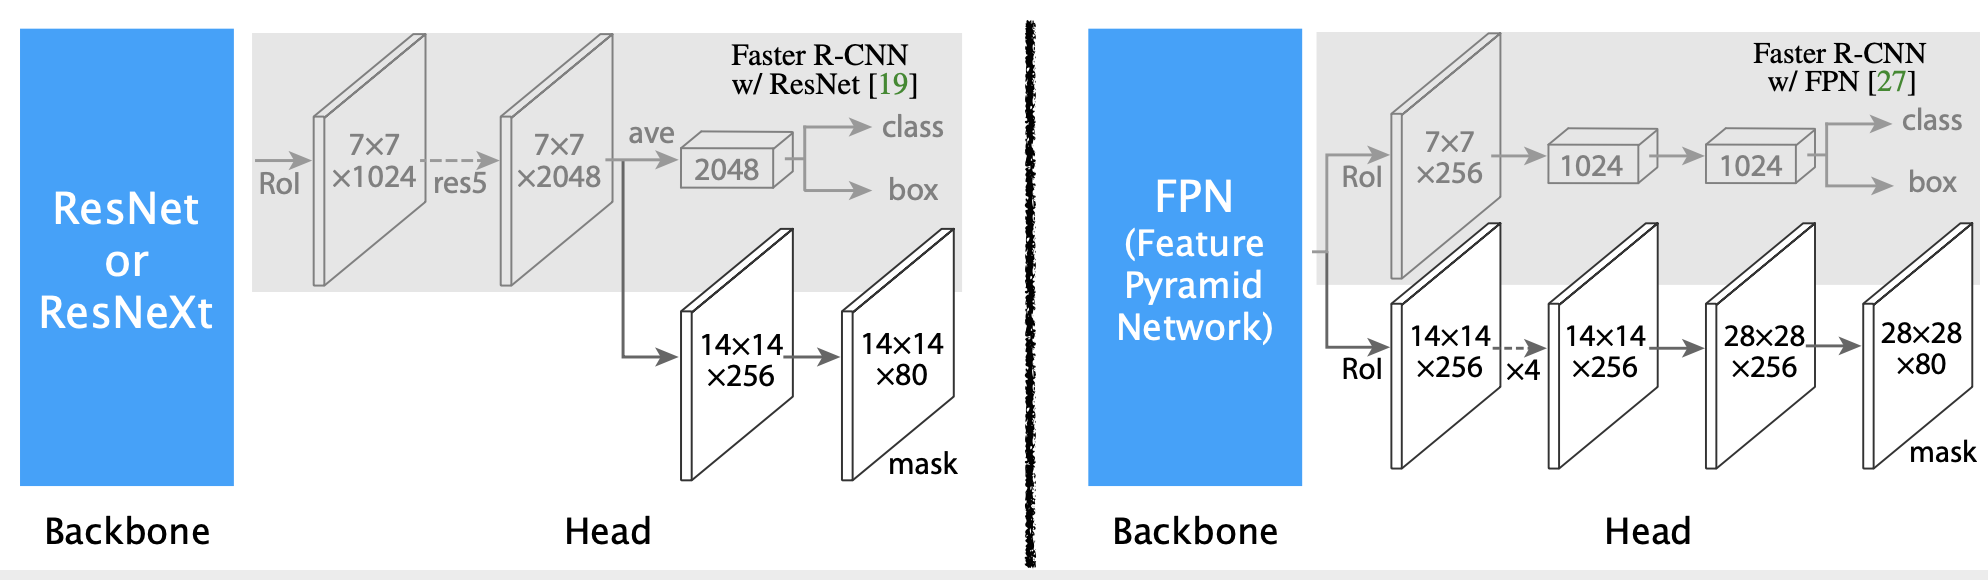 ResNet
or
ResNeXt
Backbone
Faster R-CNN
w/ ResNet [19]
RoI
7×7
×1024
res5
7×7
×2048
ave
2048
class
box
14×14
×256
14×14
×80
mask
Head
FPN
(Feature
Pyramid
Network)
Backbone
Faster R-CNN
w/ FPN [27]
RoI
7×7
×256
1024
1024
class
box
RoI
14×14
×256
×4
14×14
×256
28×28
×256
28×28
×80
mask
Head